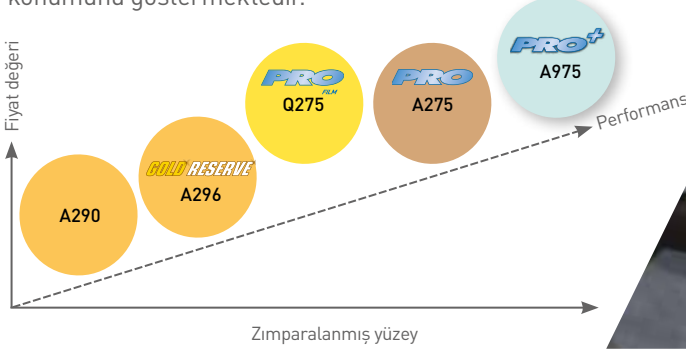 konumunu göstermektedir.
Fiyat değeri
PRO+
A975
PRO
FILM
Q275
PRO
A275
Performans
GOLD RESERVE
A296
A290
Zımparalanmış yüzey